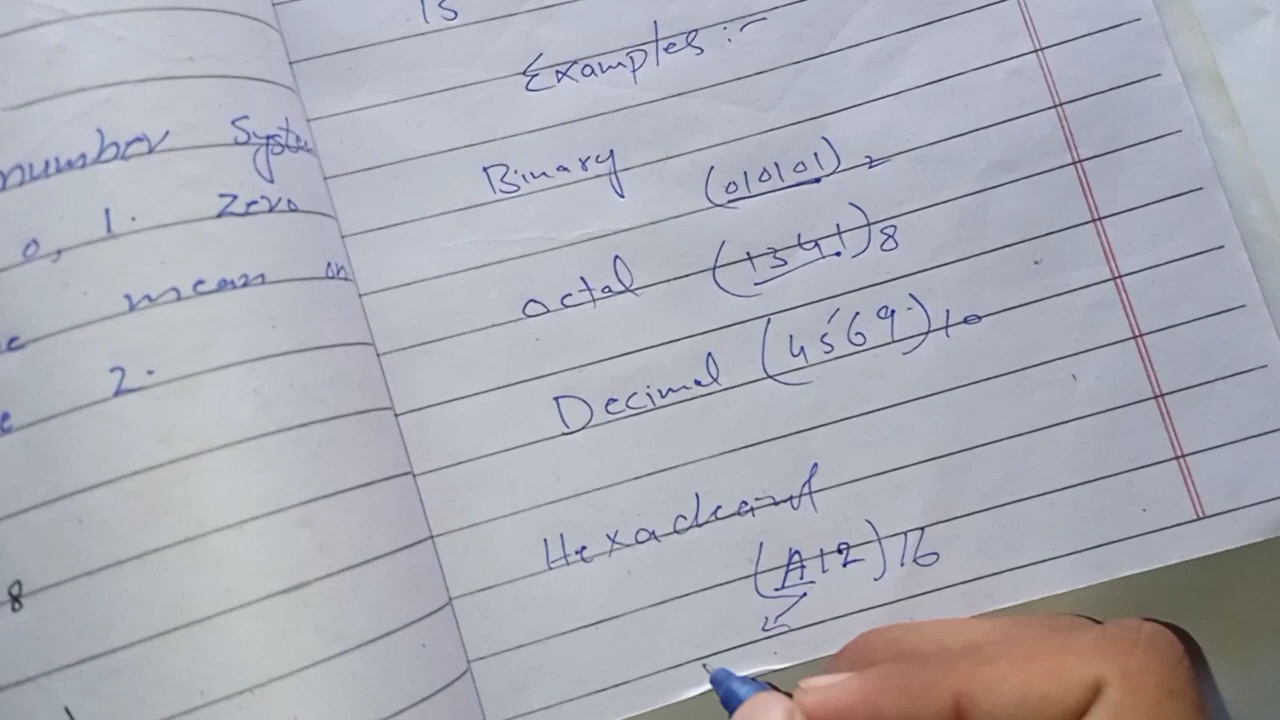 number System
0, 1. Zero
mean on
2.
8
15
Examples :-
Binary (010101)2
octal (1341)8
Decimal (4569)10
(A12)16